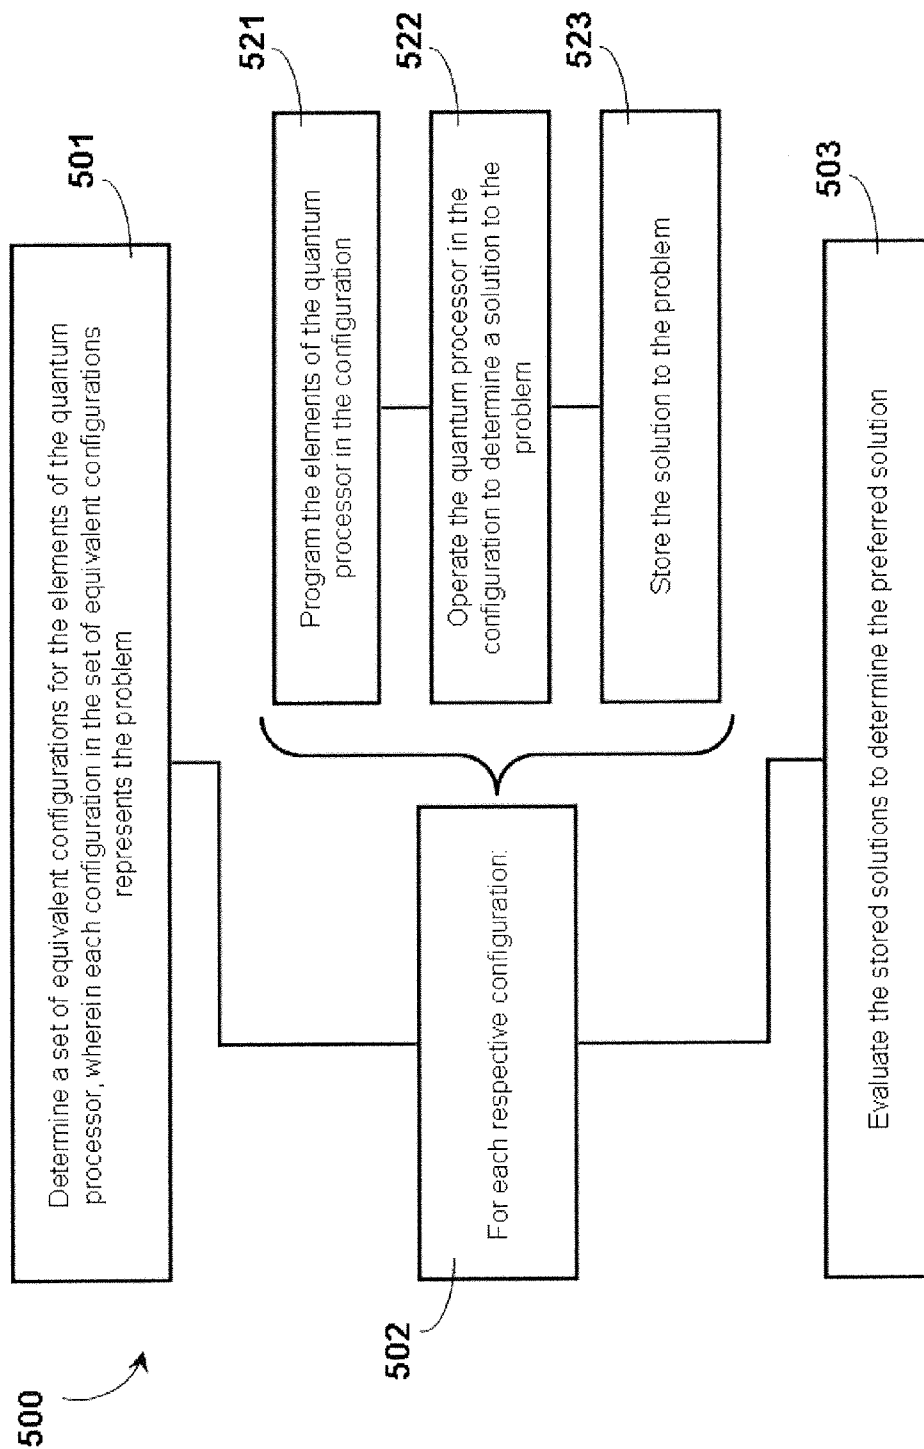 500
501
Determine a set of equivalent configurations for the elements of the quantum
processor, wherein each configuration in the set of equivalent configurations
represents the problem
502
For each respective configuration:
521
Program the elements of the quantum
processor in the configuration
522
Operate the quantum processor in the
configuration to determine a solution to the
problem
523
Store the solution to the problem
503
Evaluate the stored solutions to determine the preferred solution